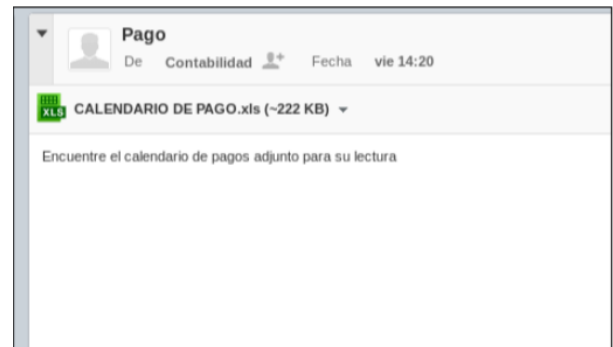 Pago
De Contabilidad Fecha vie 14:20
XLS CALENDARIO DE PAGO.xls (~222 KB)
Encuentre el calendario de pagos adjunto para su lectura